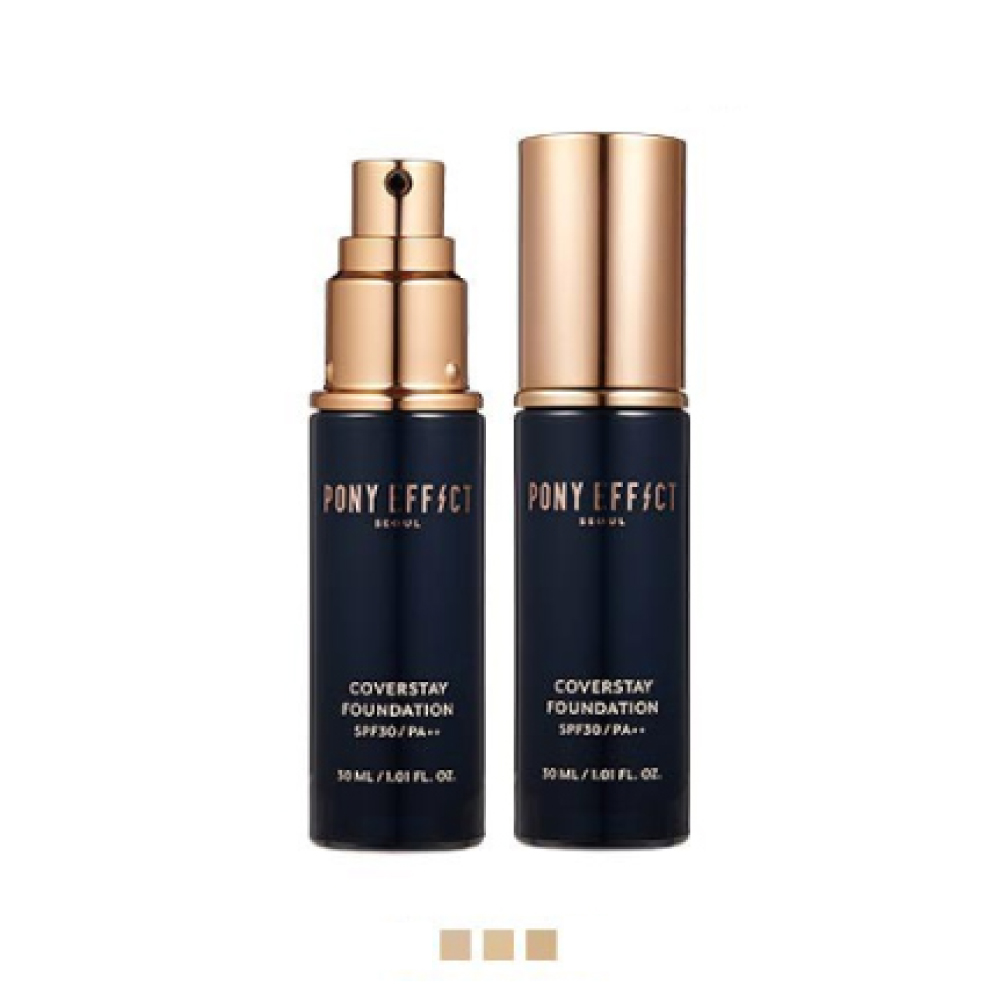 PONY EFFECT
SEOUL
COVERSTAY
FOUNDATION
SPF30/PA++
30 ML / 1.01 FL. OZ.
PONY EFFECT
SEOUL
COVERSTAY
FOUNDATION
SPF30/PA++
30 ML / 1.01 FL. OZ.